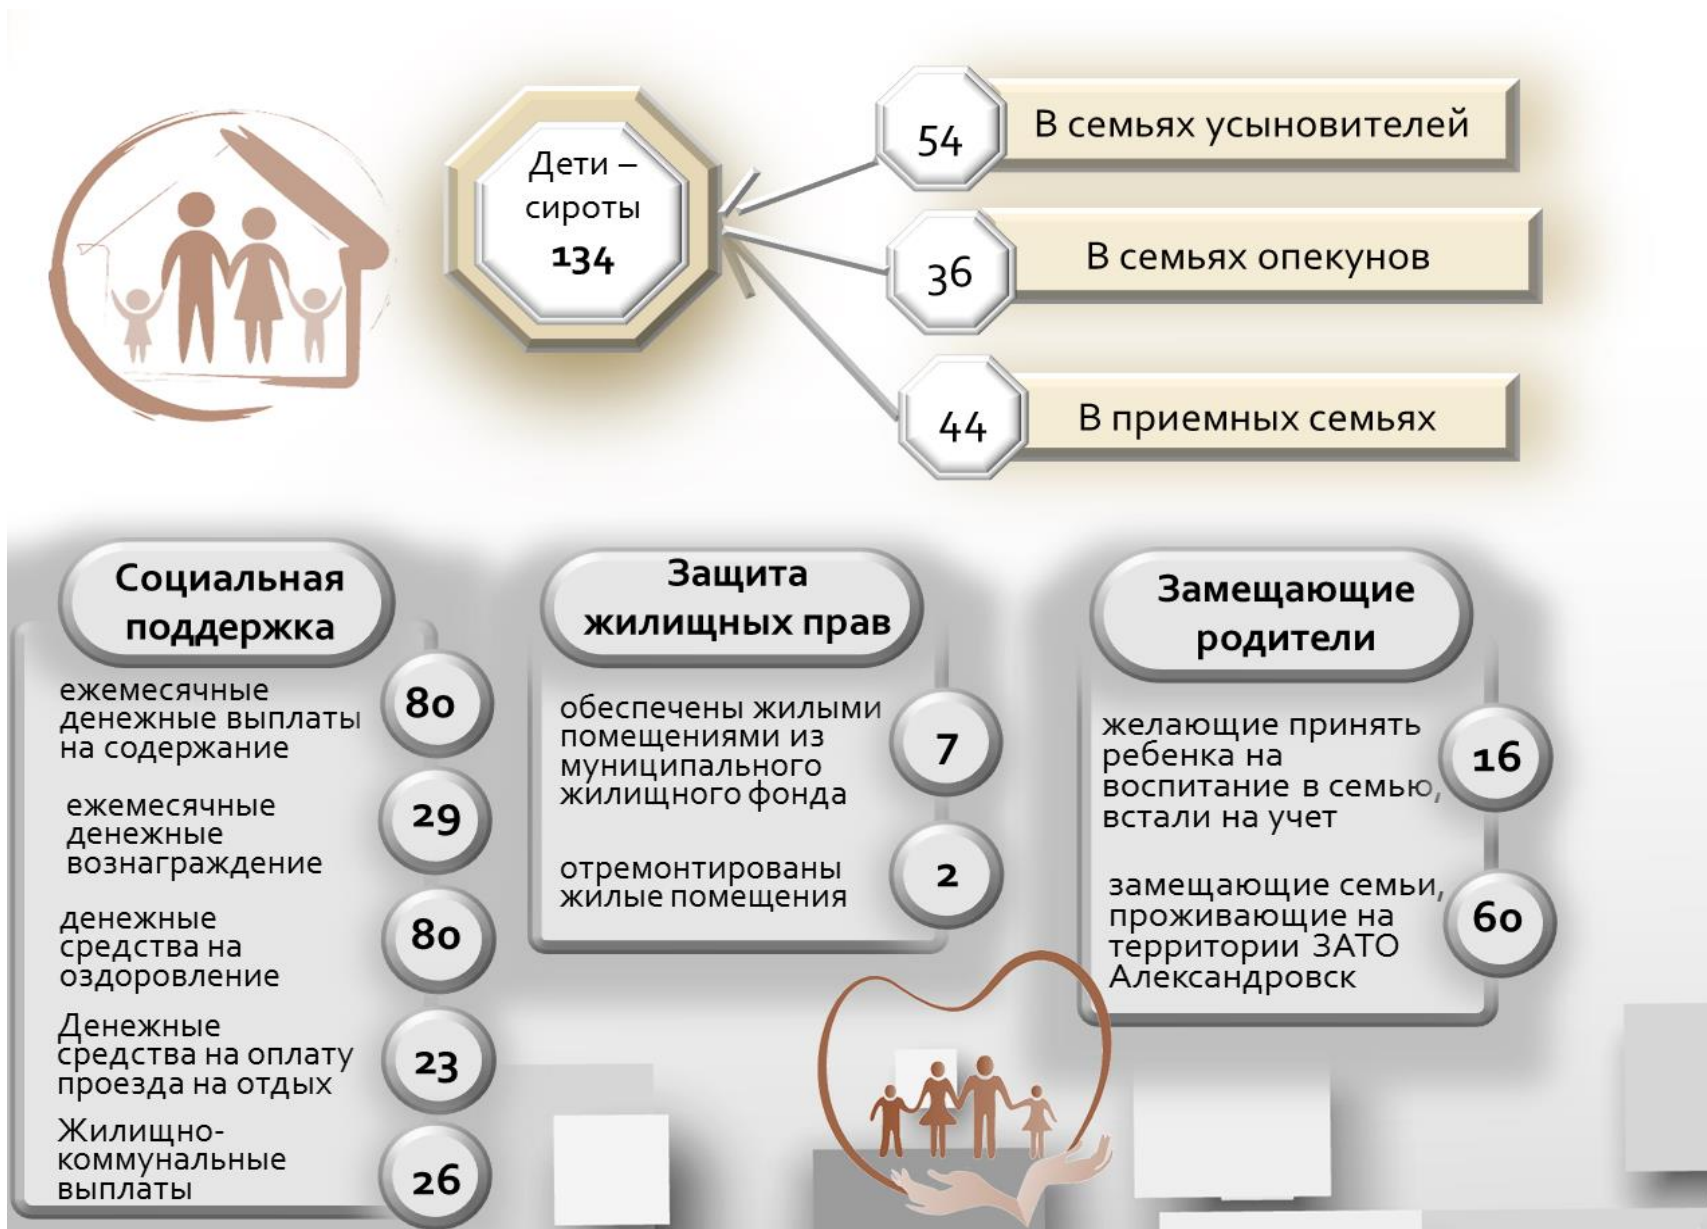 Дети –
сироты
134
54
В семьях усыновителей
36
В семьях опекунов
44
В приемных семьях
Социальная
поддержка
ежемесячные
денежные выплаты
на содержание
80
ежемесячные
денежные
вознаграждение
29
денежные
средства на
оздоровление
80
Денежные
средства на оплату
проезда на отдых
23
Жилищно-
коммунальные
выплаты
26
Защита
жилищных прав
обеспечены жилыми
помещениями из
муниципального
жилищного фонда
7
отремонтированы
жилые помещения
2
Замещающие
родители
желающие принять
ребенка на
воспитание в семью,
встали на учет
16
замещающие семьи,
проживающие на
территории ЗАТО
Александровск
60